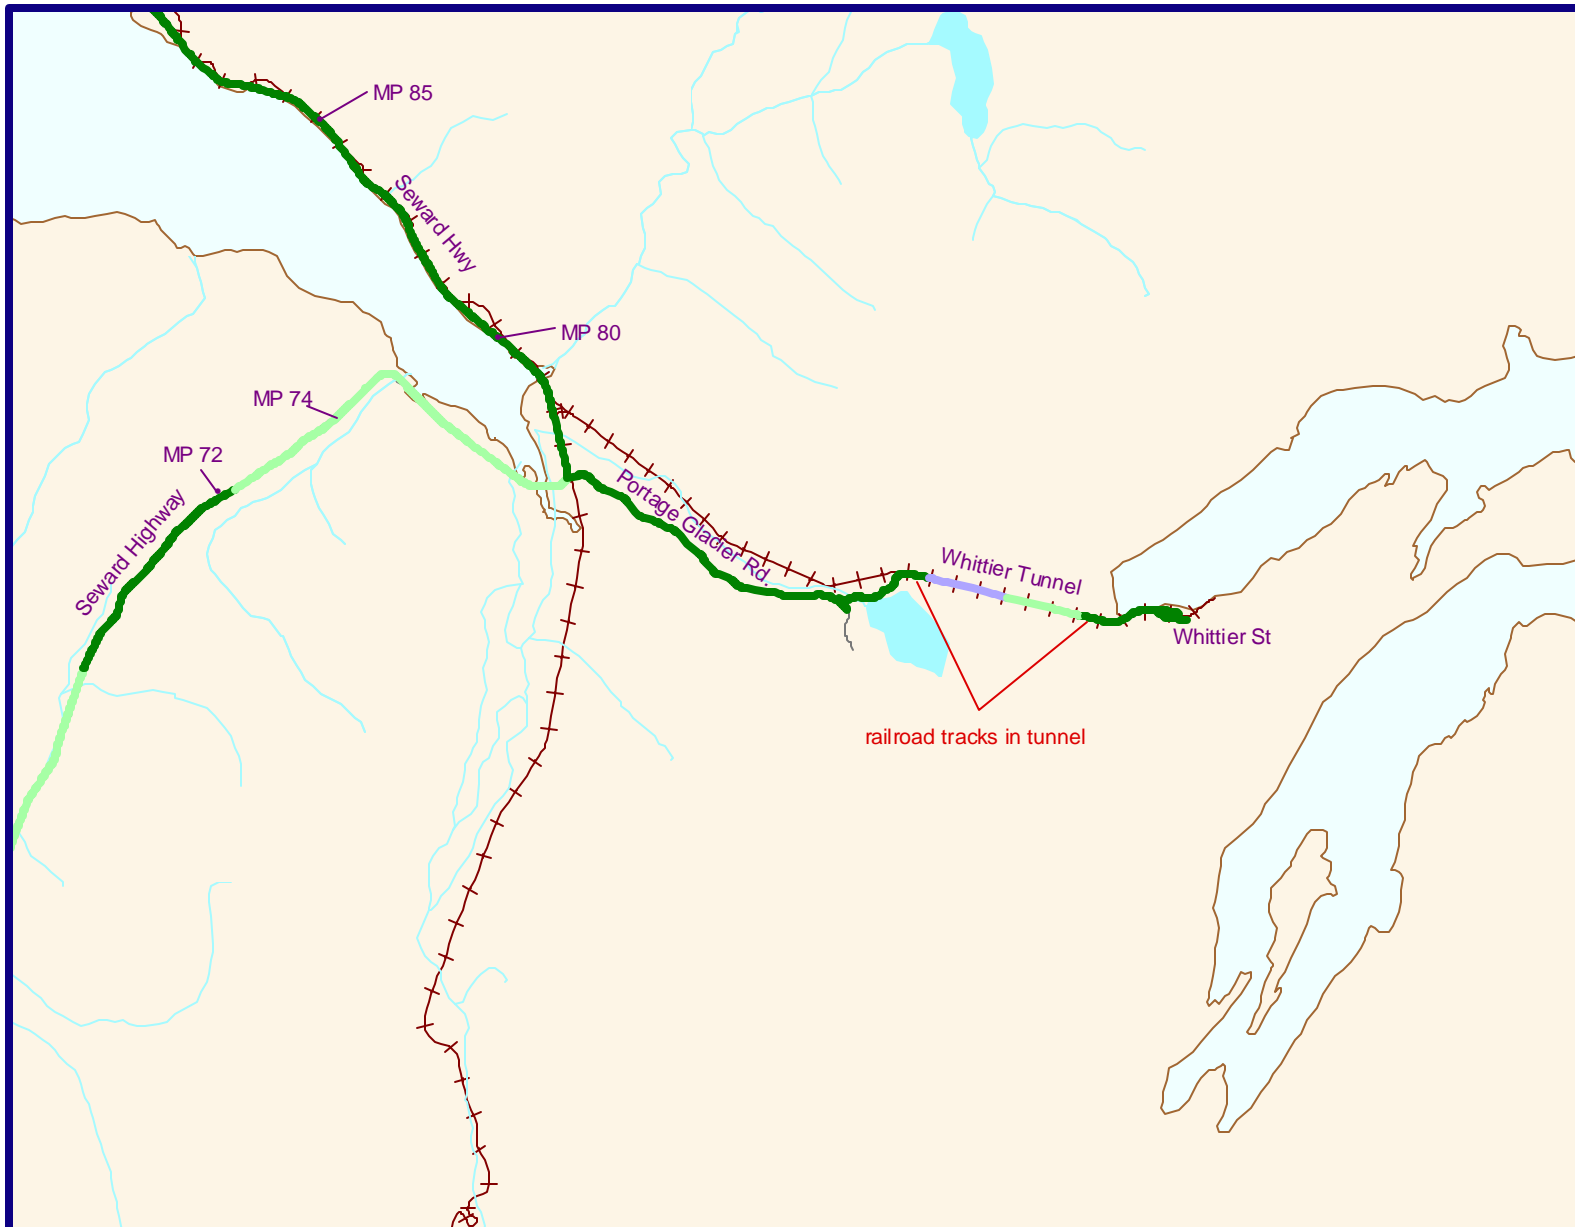 MP 85
Seward Hwy
MP 80
MP 74
MP 72
Seward Highway
Portage Glacier Rd.
Whittier Tunnel
Whittier St
railroad tracks in tunnel